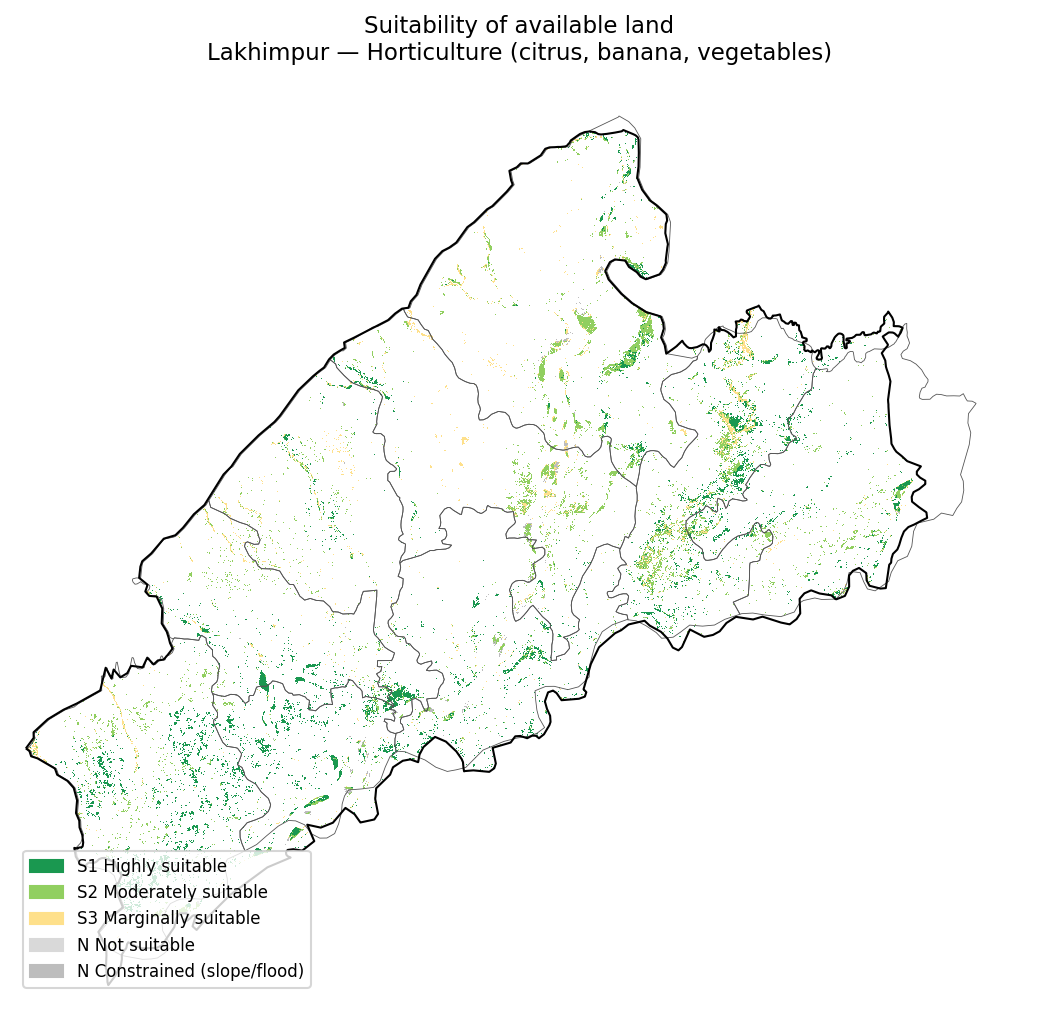 Suitability of available land
Lakhimpur — Horticulture (citrus, banana, vegetables)
S1 Highly suitable
S2 Moderately suitable
S3 Marginally suitable
N Not suitable
N Constrained (slope/flood)